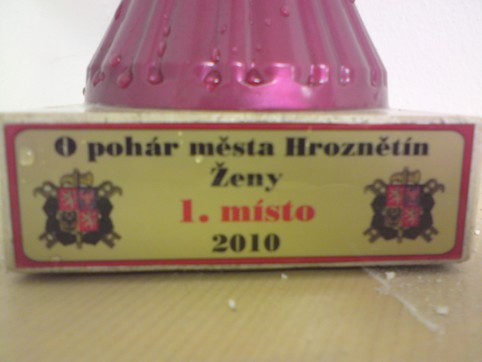 O pohár města Hroznětín
Ženy
1. místo
2010